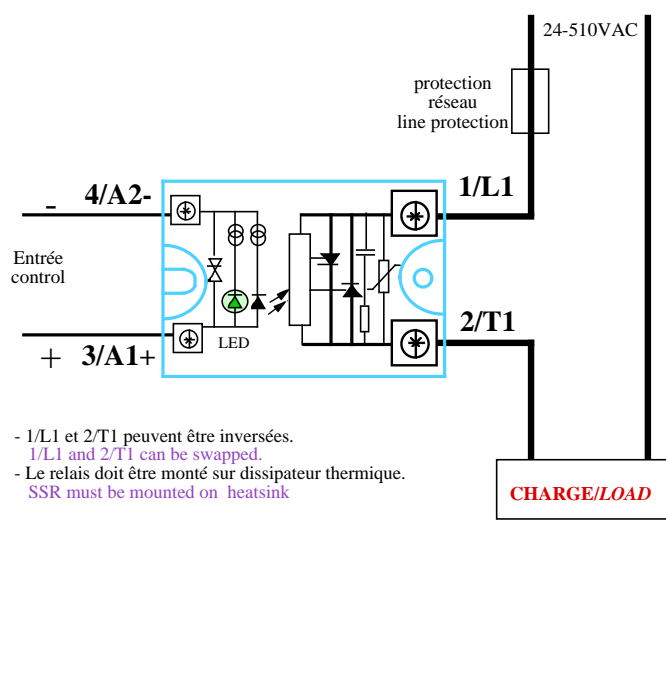 24-510VAC
protection
réseau
line protection
1/L1
-
4/A2-
Entrée
control
+ 3/A1+
LED
2/T1
- 1/L1 et 2/T1 peuvent être inversées.
1/L1 and 2/T1 can be swapped.
- Le relais doit être monté sur dissipateur thermique.
SSR must be mounted on heatsink
CHARGE/LOAD